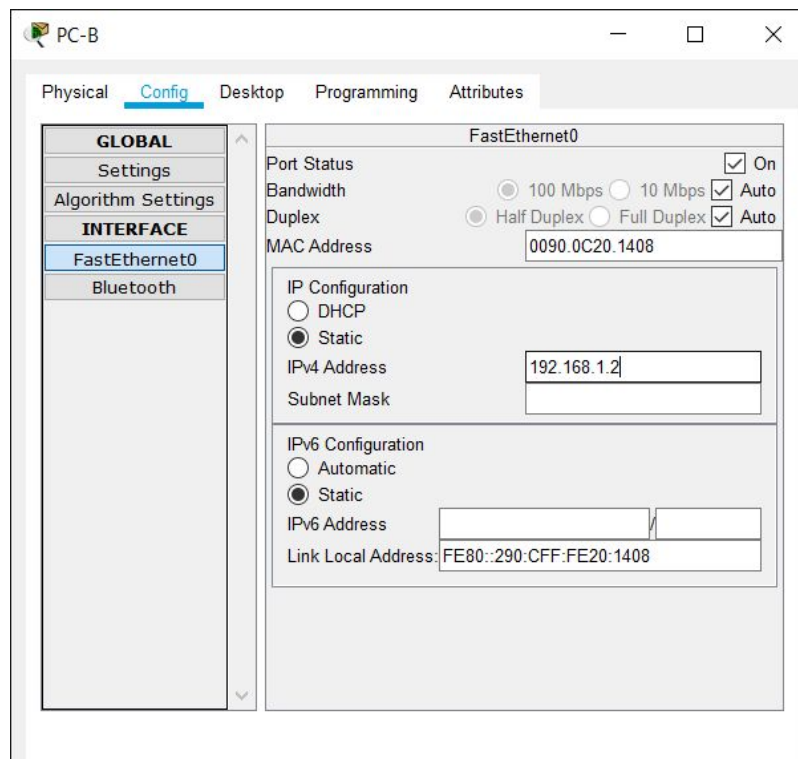 PC-B
Physical Config Desktop Programming Attributes
GLOBAL
Settings
Algorithm Settings
INTERFACE
FastEthernet0
Bluetooth
FastEthernet0
Port Status On
Bandwidth 100 Mbps 10 Mbps Auto
Duplex Half Duplex Full Duplex Auto
MAC Address 0090.0C20.1408
IP Configuration
DHCP
Static
IPv4 Address 192.168.1.2
Subnet Mask
IPv6 Configuration
Automatic
Static
IPv6 Address /
Link Local Address: FE80::290:CFF:FE20:1408